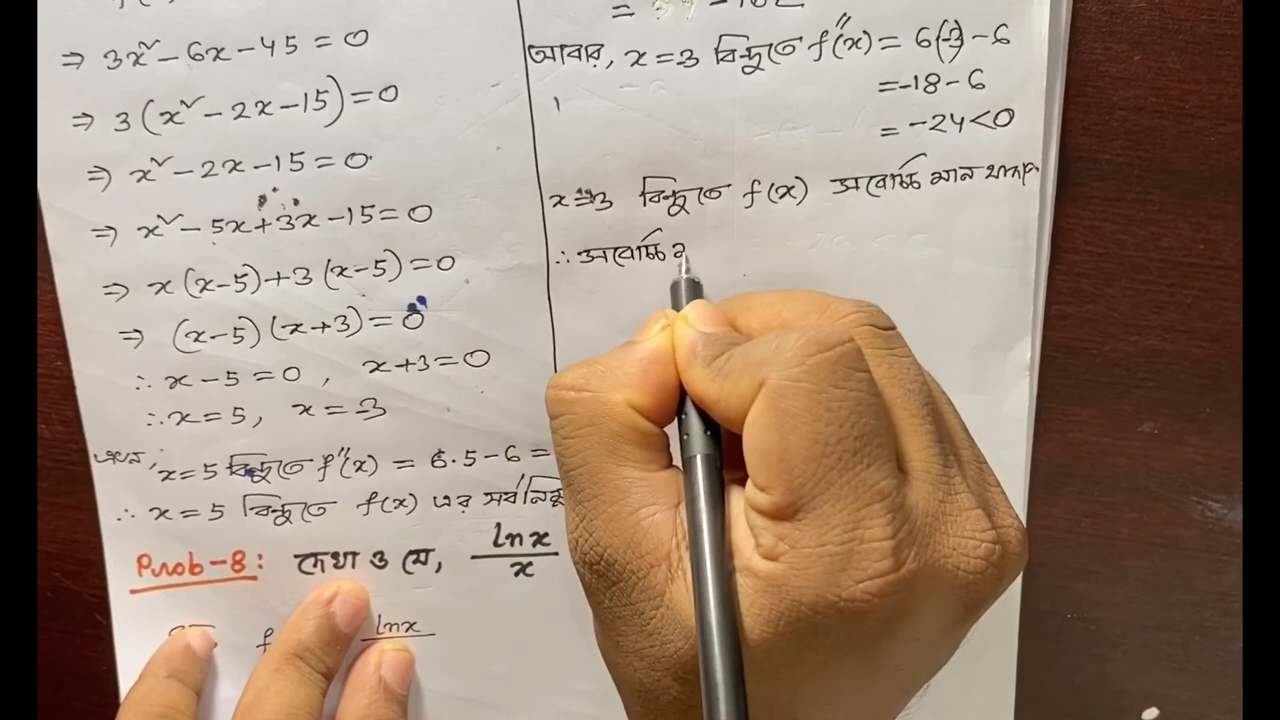 ⇒ 3x² - 6x - 45 = 0
⇒ 3(x² - 2x - 15) = 0
⇒ x² - 2x - 15 = 0
⇒ x² - 5x + 3x - 15 = 0
⇒ x(x-5) + 3(x-5) = 0
⇒ (x-5)(x+3) = 0
∴ x - 5 = 0, x + 3 = 0
∴ x = 5, x = -3
এখন, x = 5 বিন্দুতে f''(x) = 6·5 - 6 =
∴ x = 5 বিন্দুতে f(x) এর সর্বনিম্ন
Prob-8: দেখাও যে, lnx/x
f lnx
আবার, x = -3 বিন্দুতে f''(x) = 6(-3) - 6
= -18 - 6
= -24 < 0
x = -3 বিন্দুতে f(x) সর্বোচ্চ মান
∴ সর্বোচ্চ